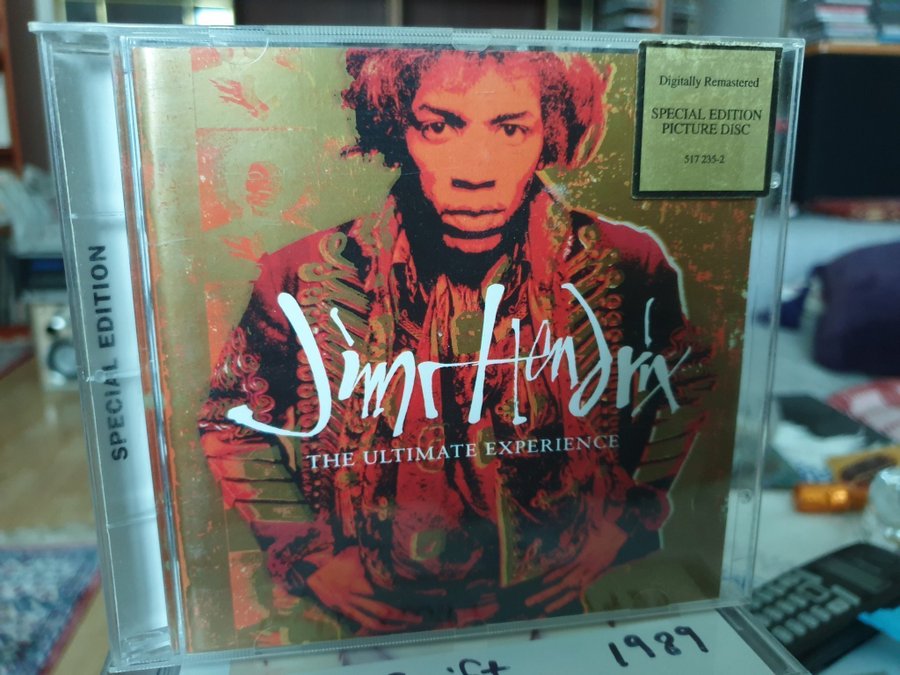 Digitally Remastered
SPECIAL EDITION
PICTURE DISC
517 235-2
SPECIAL EDITION
Jimi Hendrix
THE ULTIMATE EXPERIENCE
1989